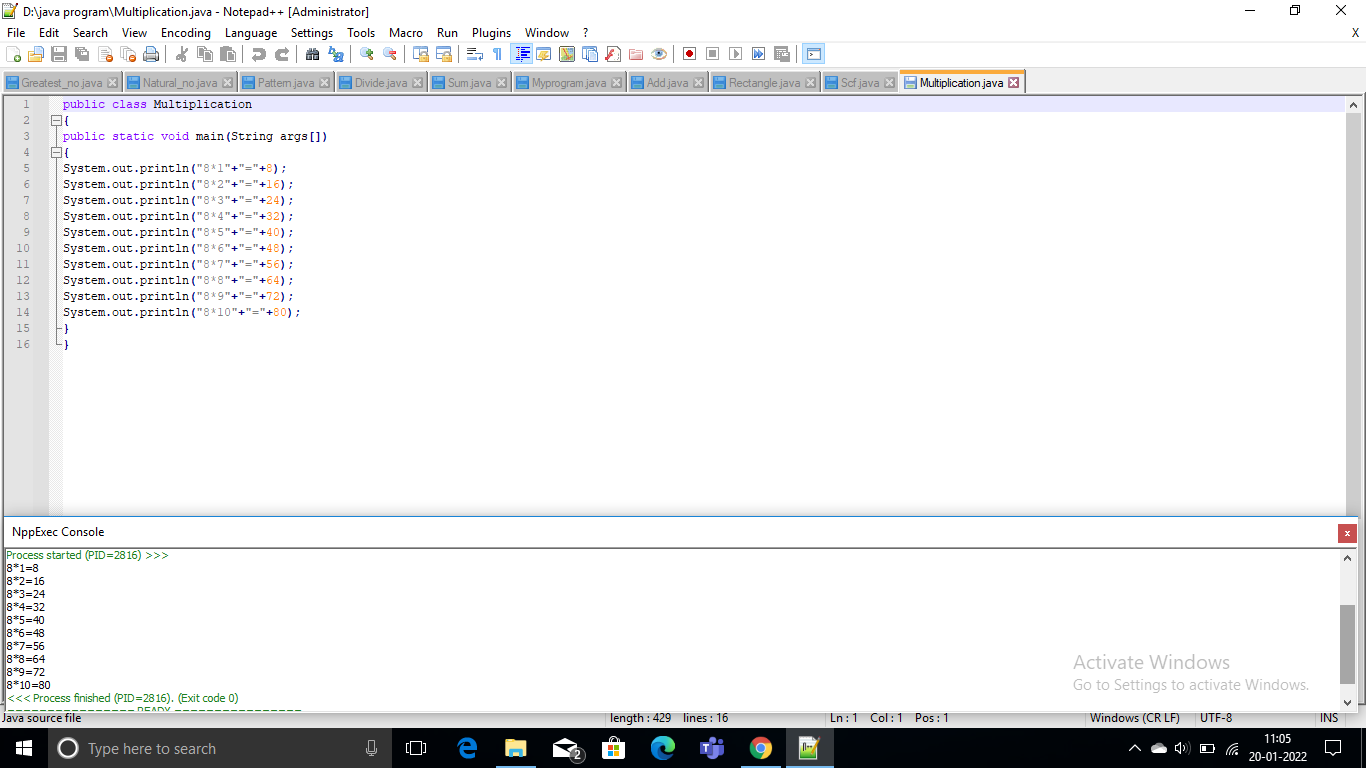 D:\java program\Multiplication.java - Notepad++ [Administrator]
File Edit Search View Encoding Language Settings Tools Macro Run Plugins Window ? X
Greatest_no.java Natural_no.java Pattern.java Divide.java Sum.java Myprogram.java Add.java Rectangle.java Scf.java Multiplication.java
1 public class Multiplication
2 {
3 public static void main(String args[])
4 {
5 System.out.println("8*1"+"="+8);
6 System.out.println("8*2"+"="+16);
7 System.out.println("8*3"+"="+24);
8 System.out.println("8*4"+"="+32);
9 System.out.println("8*5"+"="+40);
10 System.out.println("8*6"+"="+48);
11 System.out.println("8*7"+"="+56);
12 System.out.println("8*8"+"="+64);
13 System.out.println("8*9"+"="+72);
14 System.out.println("8*10"+"="+80);
15 }
16 }
NppExec Console
Process started (PID=2816) >>>
8*1=8
8*2=16
8*3=24
8*4=32
8*5=40
8*6=48
8*7=56
8*8=64
8*9=72
8*10=80
<<< Process finished (PID=2816). (Exit code 0)
================ READY ================
Activate Windows
Go to Settings to activate Windows.
Java source file length : 429 lines : 16 Ln : 1 Col : 1 Pos : 1 Windows (CR LF) UTF-8 INS
Type here to search 2 11:05
20-01-2022